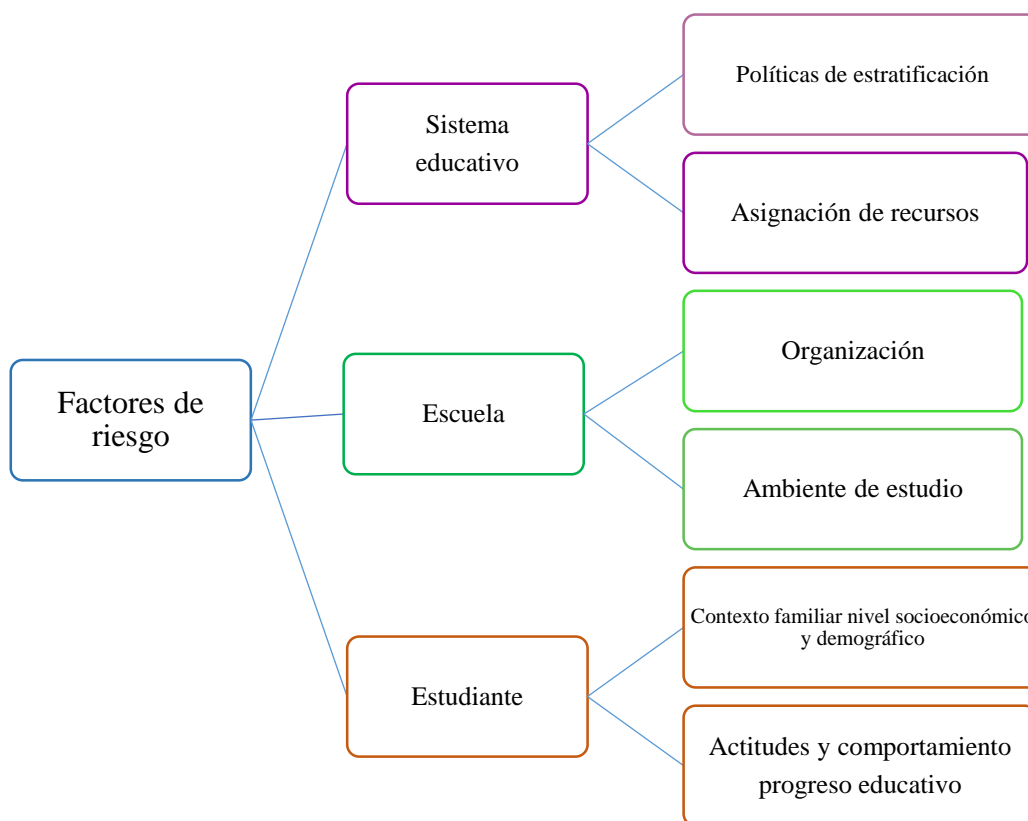 Factores de
riesgo
Sistema
educativo
Políticas de estratificación
Asignación de recursos
Escuela
Organización
Ambiente de estudio
Estudiante
Contexto familiar nivel socioeconómico
y demográfico
Actitudes y comportamiento
progreso educativo